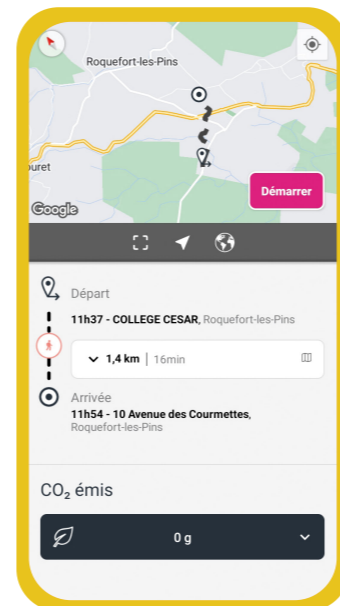 Roquefort-les-Pins
ouret
Google
Démarrer
Départ
11h37 - COLLEGE CESAR, Roquefort-les-Pins
1,4 km | 16min
Arrivée
11h54 - 10 Avenue des Courmettes,
Roquefort-les-Pins
CO₂ émis
0 g